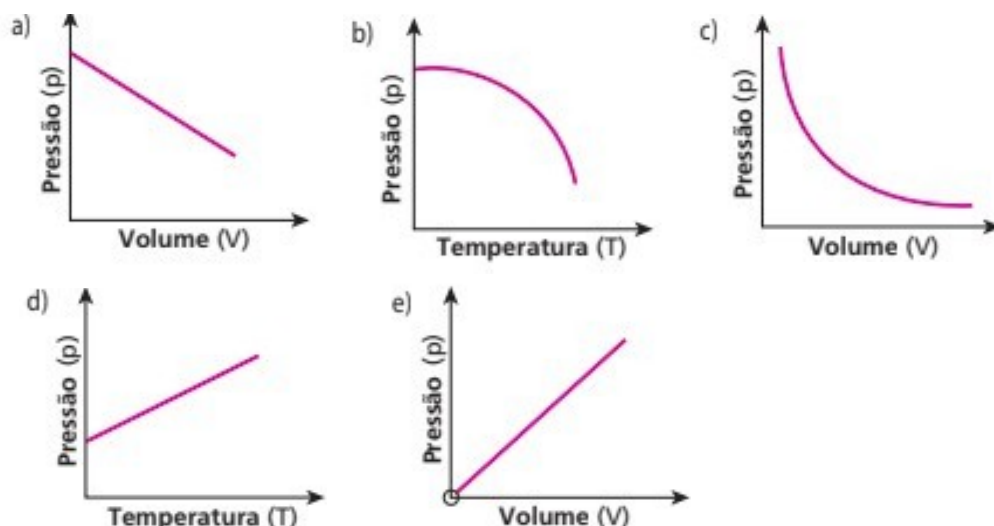 a)
Pressão (p)
Volume (V)
b)
Pressão (p)
Temperatura (T)
c)
Pressão (p)
Volume (V)
d)
Pressão (p)
Temperatura (T)
e)
Pressão (p)
Volume (V)